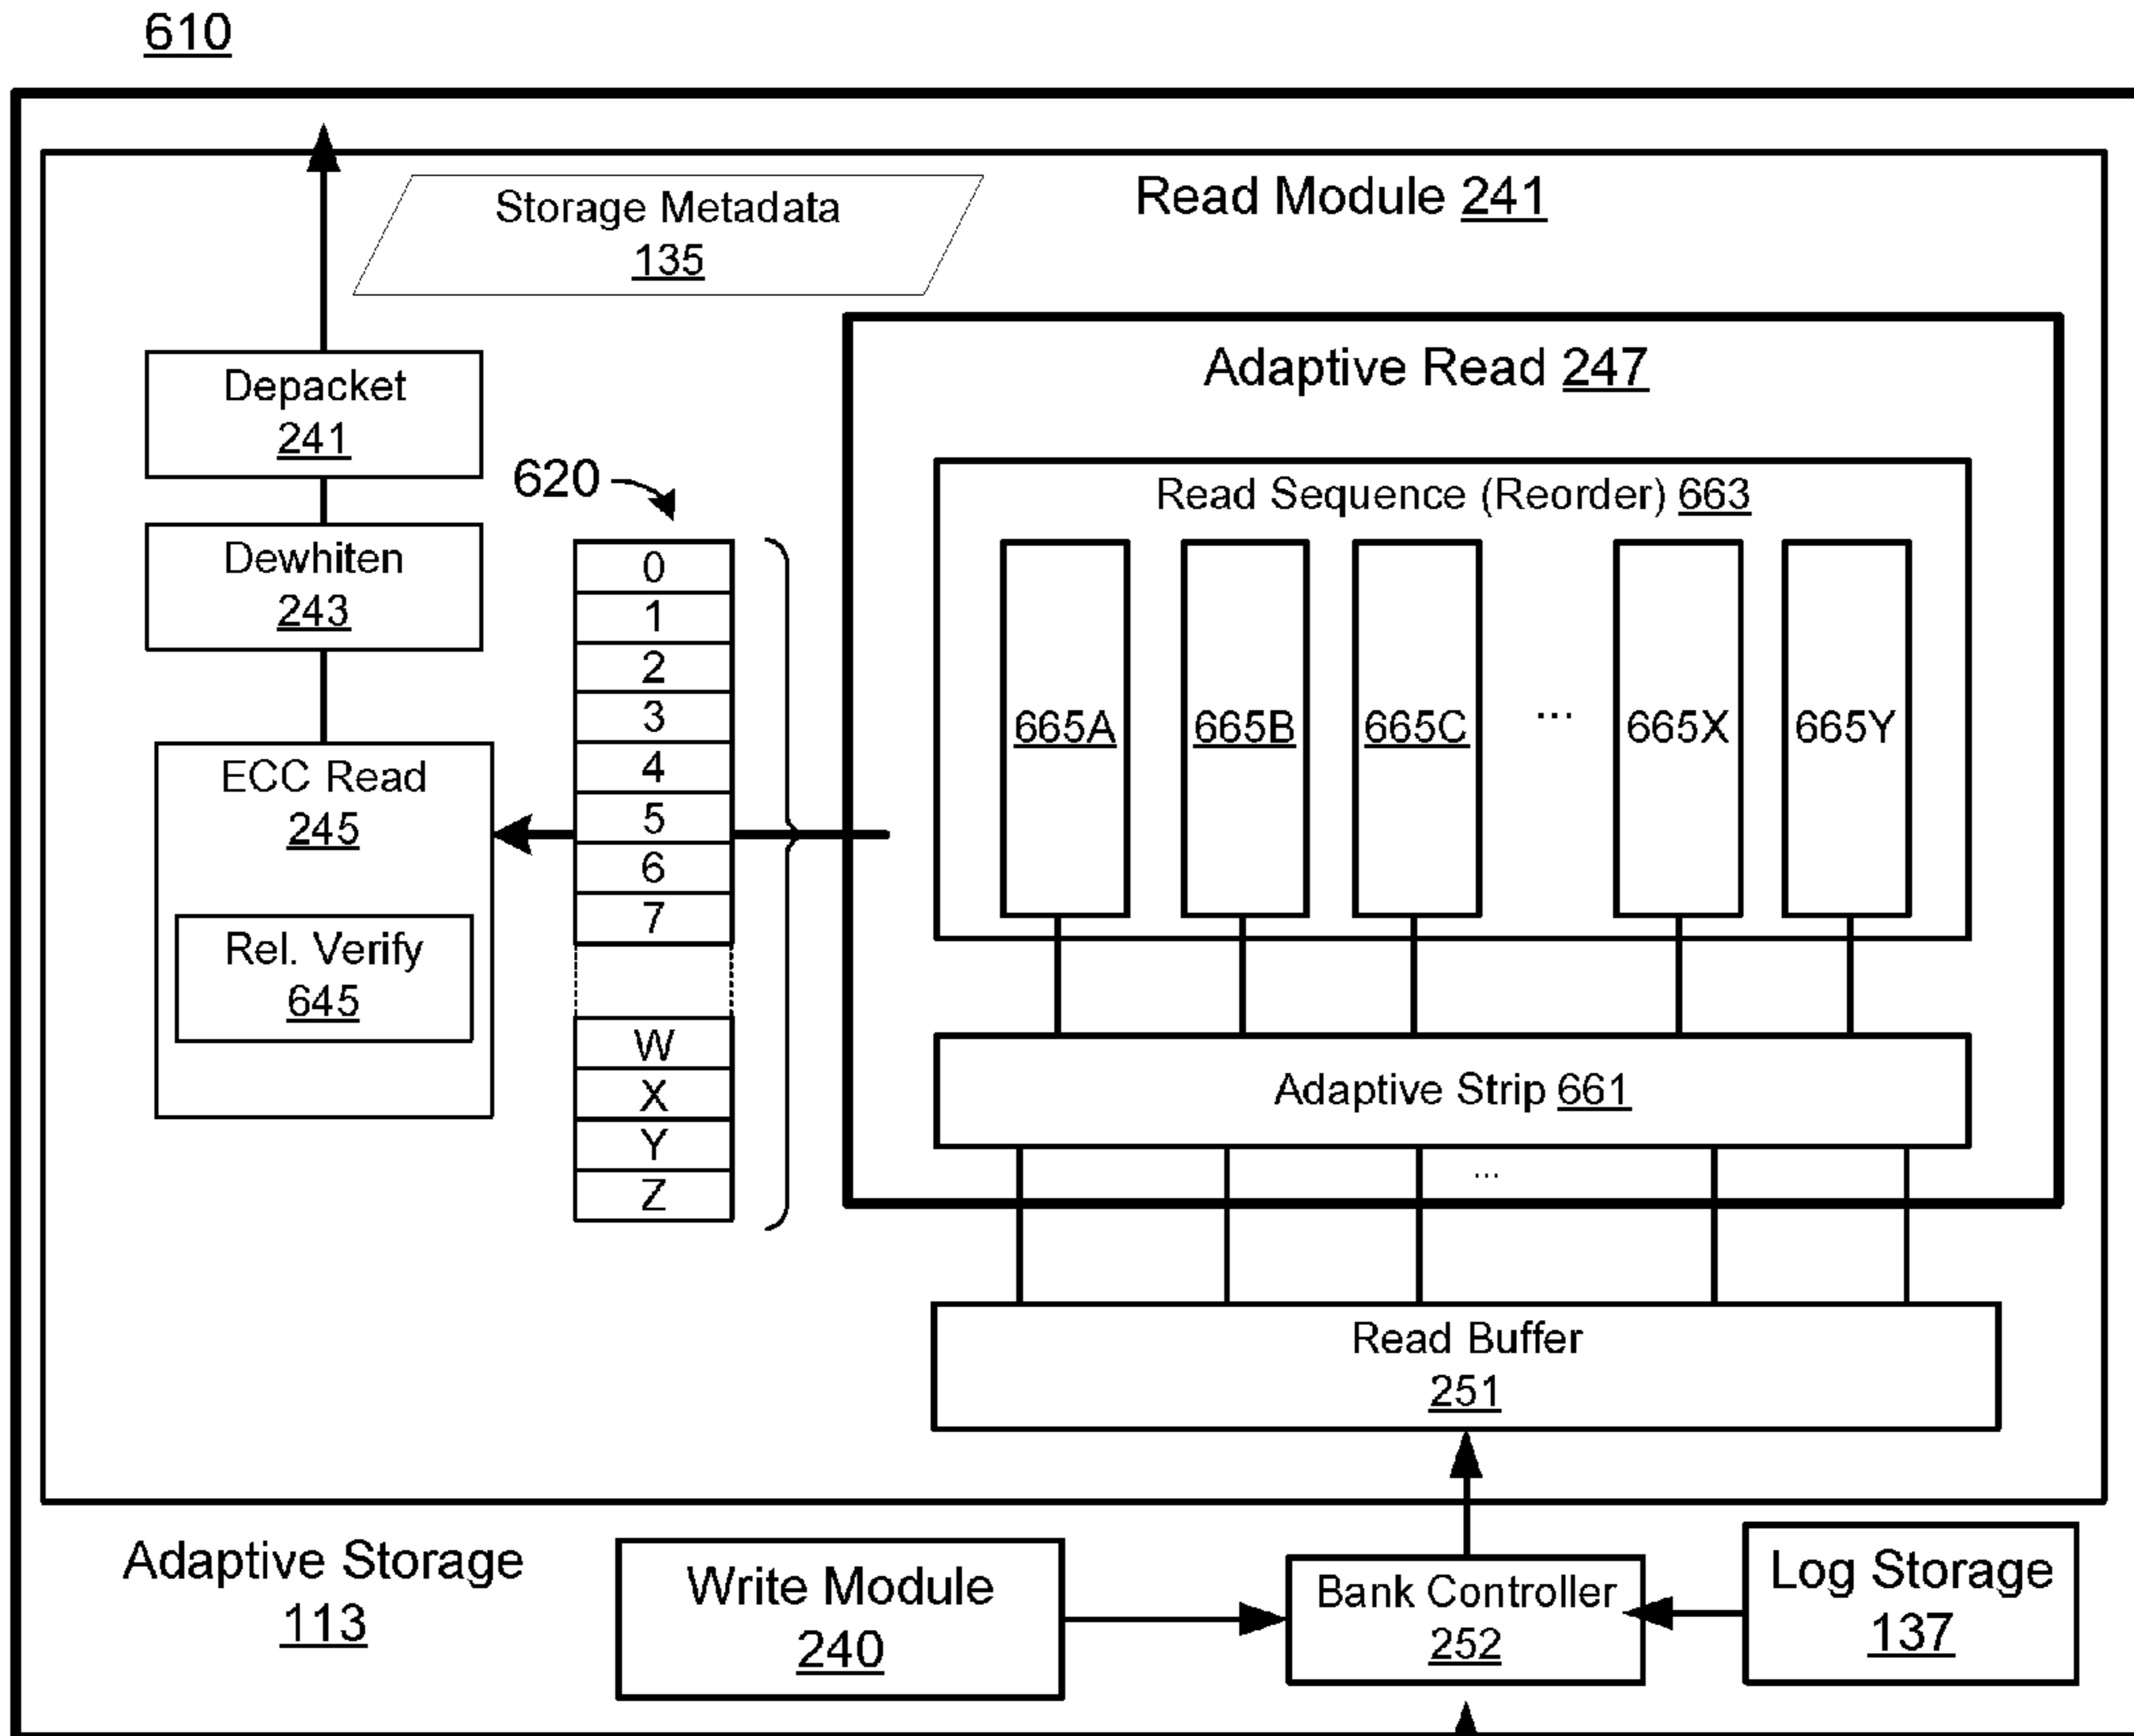 610
Storage Metadata
135
Read Module 241
Depacket
241
Dewhiten
243
ECC Read
245
Rel. Verify
645
620
0
1
2
3
4
5
6
7
W
X
Y
Z
Adaptive Read 247
Read Sequence (Reorder) 663
665A 665B 665C ... 665X 665Y
Adaptive Strip 661
...
Read Buffer
251
Adaptive Storage
113
Write Module
240
Bank Controller
252
Log Storage
137